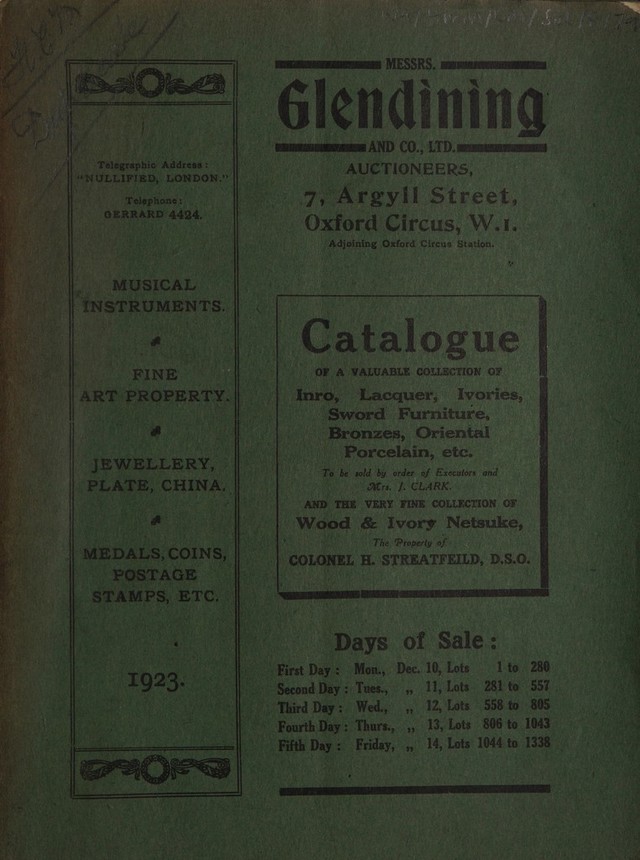 Telegraphic Address:
"NULLIFIED, LONDON."
Telephone:
GERRARD 4424.
MUSICAL
INSTRUMENTS.
FINE
ART PROPERTY.
JEWELLERY,
PLATE, CHINA.
MEDALS, COINS,
POSTAGE
STAMPS, ETC.
1923.
MESSRS.
Glendining
AND CO., LTD.
AUCTIONEERS,
7, Argyll Street,
Oxford Circus, W.1.
Adjoining Oxford Circus Station.
Catalogue
OF A VALUABLE COLLECTION OF
Inro, Lacquer, Ivories,
Sword Furniture,
Bronzes, Oriental
Porcelain, etc.
To be sold by order of Executors and
Mrs. J. CLARK.
AND THE VERY FINE COLLECTION OF
Wood & Ivory Netsuke,
The Property of
COLONEL H. STREATFEILD, D.S.O.
Days of Sale:
First Day: Mon., Dec. 10, Lots 1 to 280
Second Day: Tues., „ 11, Lots 281 to 557
Third Day: Wed., „ 12, Lots 558 to 805
Fourth Day: Thurs., „ 13, Lots 806 to 1043
Fifth Day: Friday, „ 14, Lots 1044 to 1338